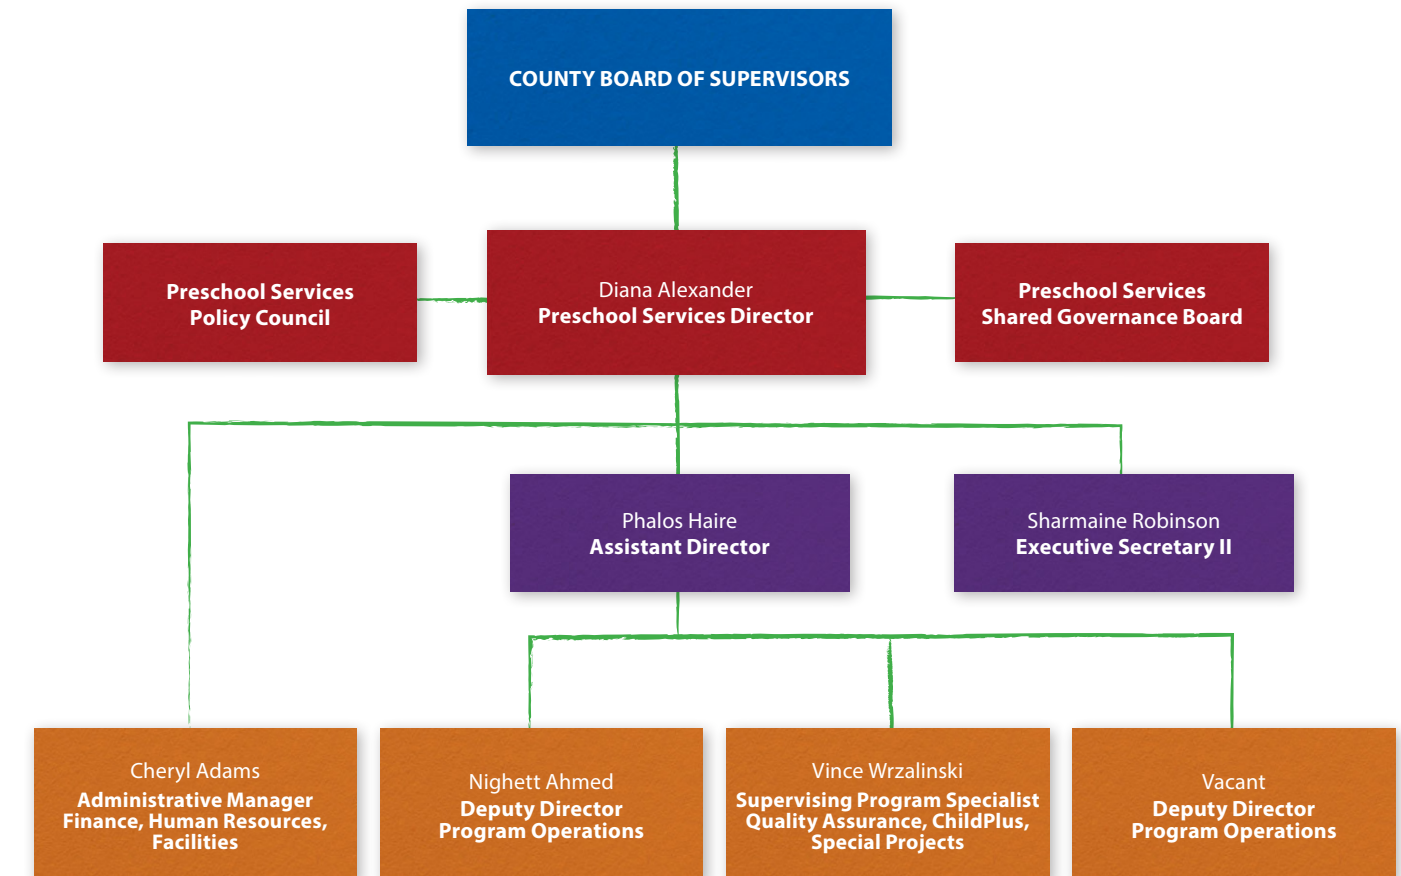 COUNTY BOARD OF SUPERVISORS
Preschool Services
Policy Council
Diana Alexander
Preschool Services Director
Preschool Services
Shared Governance Board
Phalos Haire
Assistant Director
Sharmaine Robinson
Executive Secretary II
Cheryl Adams
Administrative Manager
Finance, Human Resources,
Facilities
Nighett Ahmed
Deputy Director
Program Operations
Vince Wrzalinski
Supervising Program Specialist
Quality Assurance, ChildPlus,
Special Projects
Vacant
Deputy Director
Program Operations